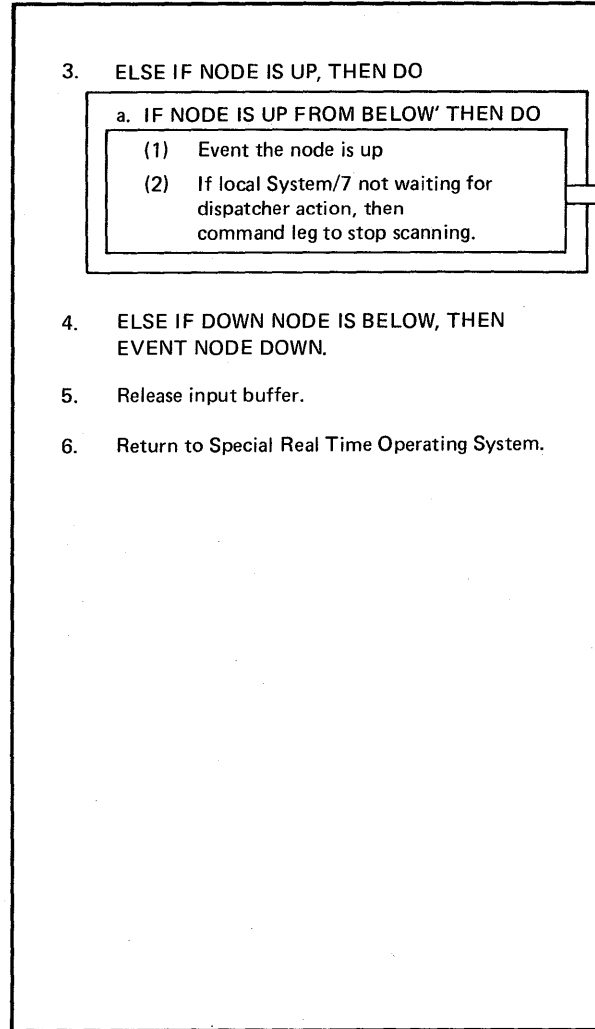 3. ELSE IF NODE IS UP, THEN DO
a. IF NODE IS UP FROM BELOW' THEN DO
(1) Event the node is up
(2) If local System/7 not waiting for
dispatcher action, then
command leg to stop scanning.
4. ELSE IF DOWN NODE IS BELOW, THEN
EVENT NODE DOWN.
5. Release input buffer.
6. Return to Special Real Time Operating System.